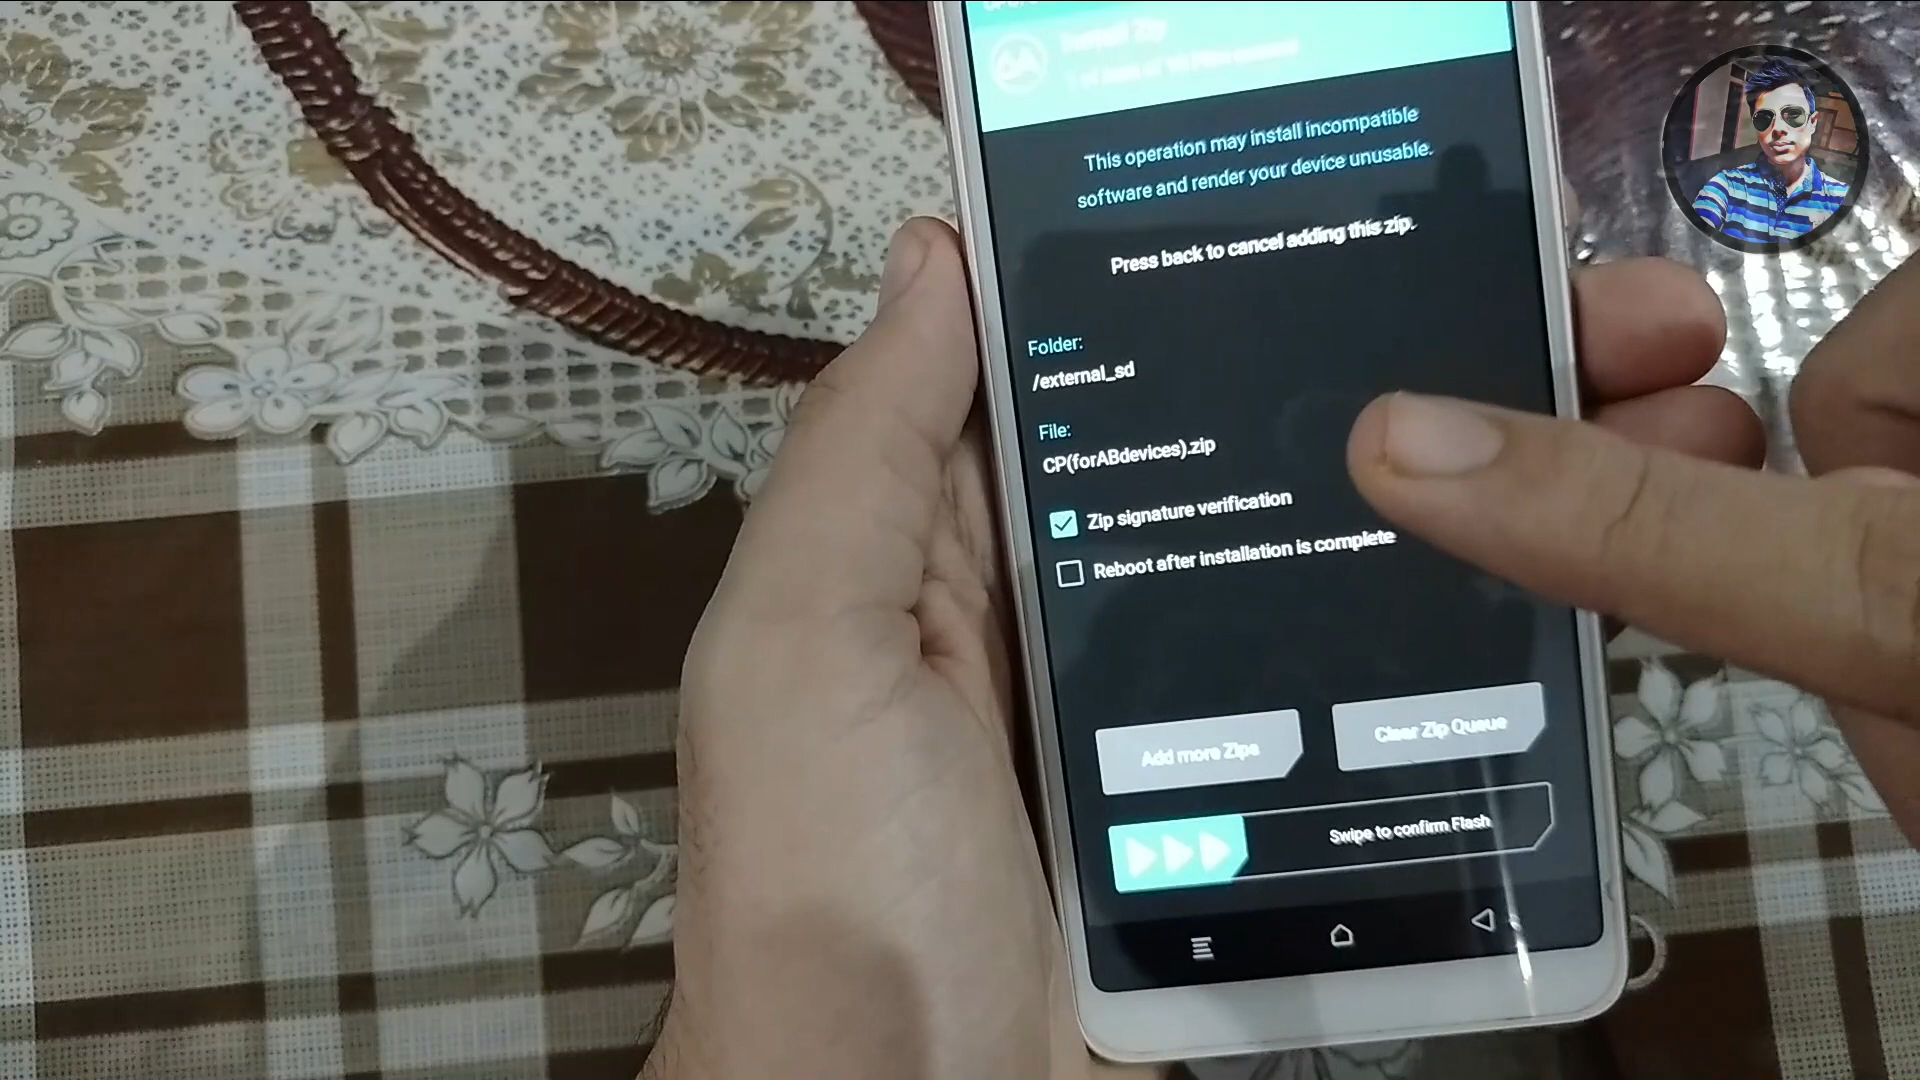 Install Zip
This operation may install incompatible
software and render your device unusable.
Press back to cancel adding this zip.
Folder:
/external_sd
File:
CP(forABdevices).zip
Zip signature verification
Reboot after installation is complete
Add more Zips
Clear Zip Queue
Swipe to confirm Flash